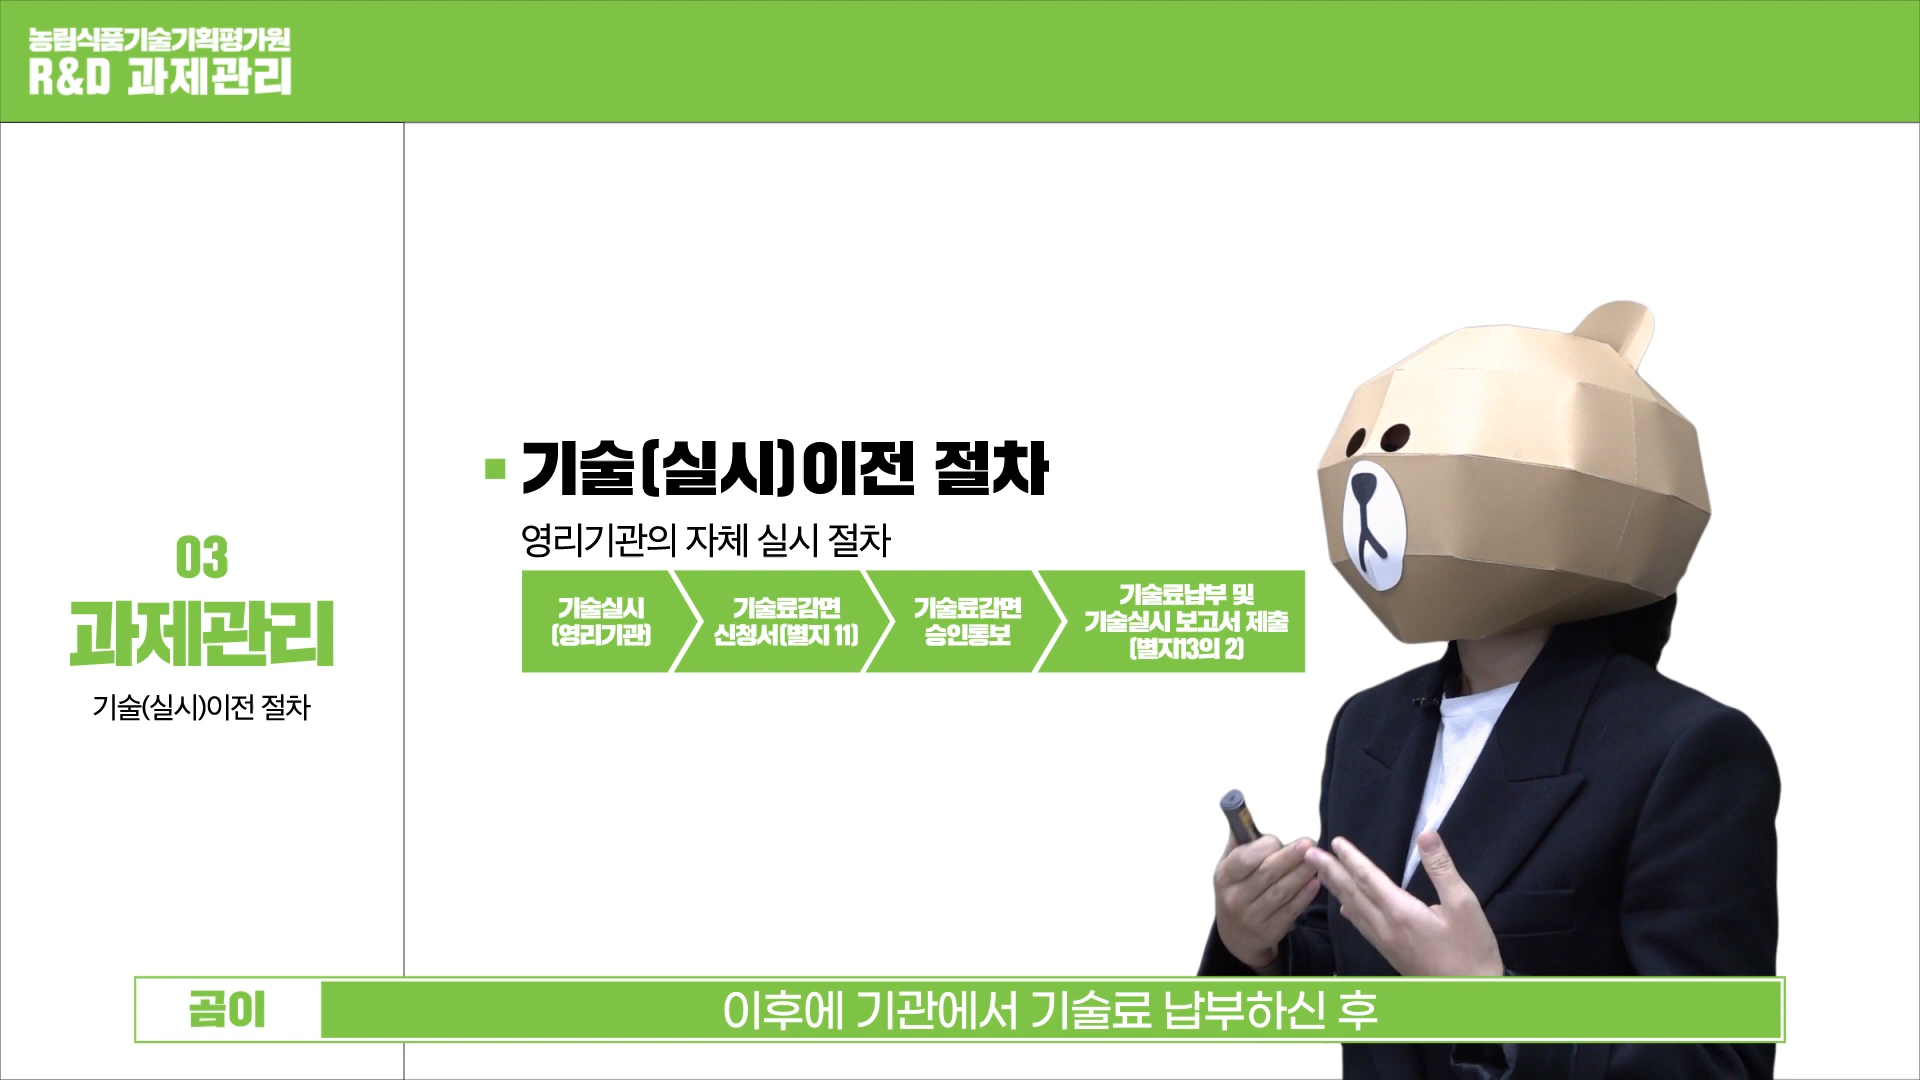 농림식품기술기획평가원
R&D 과제관리
03
과제관리
기술(실시)이전 절차
기술(실시)이전 절차
영리기관의 자체 실시 절차
기술실시
(영리기관)
기술료감면
신청서(별지 11)
기술료감면
승인통보
기술료납부 및
기술실시 보고서 제출
(별지13의 2)
곰이
이후에 기관에서 기술료 납부하신 후